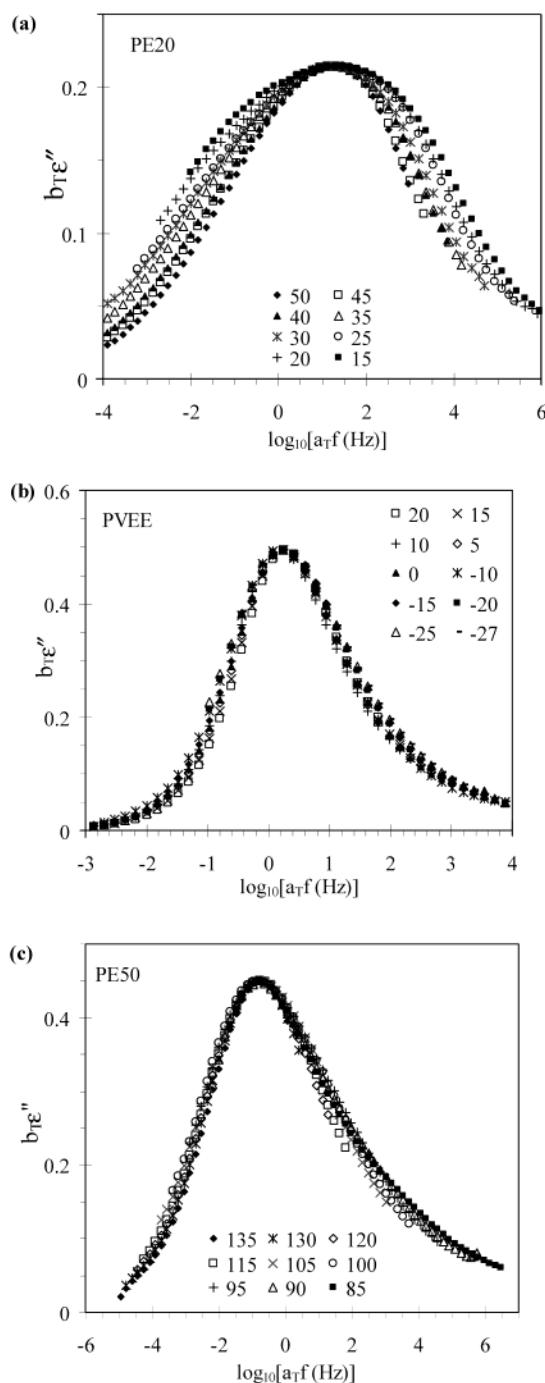 (a)
PE20
0.2
0.1
0
b_Tε″
◆ 50 □ 45
▲ 40 △ 35
ж 30 ○ 25
+ 20 ■ 15
-4 -2 0 2 4 6
log₁₀[a_Tf (Hz)]
(b)
0.6
PVEE
0.4
0.2
0
b_Tε″
□ 20 × 15
+ 10 ◇ 5
▲ 0 ж -10
◆ -15 ■ -20
△ -25 - -27
-3 -2 -1 0 1 2 3 4
log₁₀[a_Tf (Hz)]
(c)
PE50
0.4
0.2
0
b_Tε″
◆ 135 ж 130 ◇ 120
□ 115 × 105 ○ 100
+ 95 △ 90 ■ 85
-6 -4 -2 0 2 4 6
log₁₀[a_Tf (Hz)]